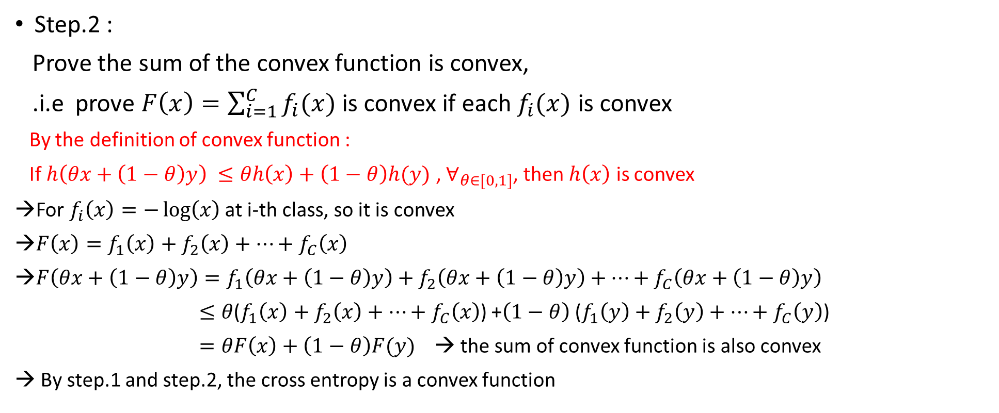 • Step.2 :
Prove the sum of the convex function is convex,
.i.e  prove F(x) = ∑_{i=1}^{C} f_i(x) is convex if each f_i(x) is convex
By the definition of convex function :
If h(θx + (1 − θ)y) ≤ θh(x) + (1 − θ)h(y) , ∀_{θ∈[0,1]}, then h(x) is convex
→For f_i(x) = − log(x) at i-th class, so it is convex
→F(x) = f_1(x) + f_2(x) + ⋯ + f_C(x)
→F(θx + (1 − θ)y) = f_1(θx + (1 − θ)y) + f_2(θx + (1 − θ)y) + ⋯ + f_C(θx + (1 − θ)y)
≤ θ(f_1(x) + f_2(x) + ⋯ + f_C(x)) +(1 − θ) (f_1(y) + f_2(y) + ⋯ + f_C(y))
= θF(x) + (1 − θ)F(y) → the sum of convex function is also convex
→ By step.1 and step.2, the cross entropy is a convex function